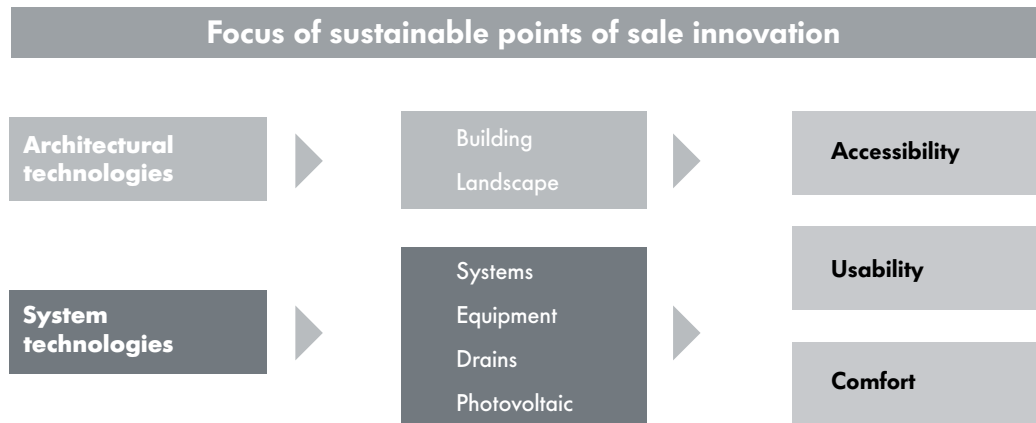 Focus of sustainable points of sale innovation
Architectural
technologies
Building
Landscape
Accessibility
System
technologies
Systems
Equipment
Drains
Photovoltaic
Usability
Comfort